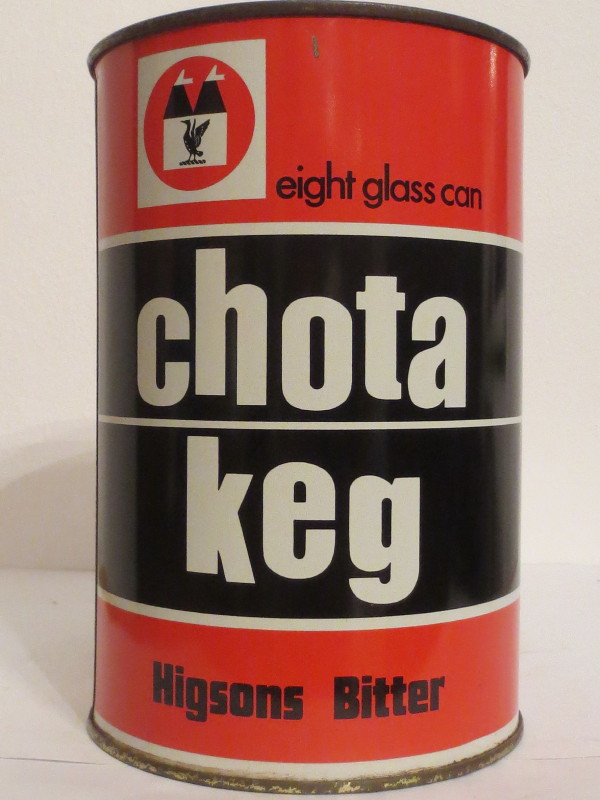 eight glass can
chota
keg
Higsons Bitter